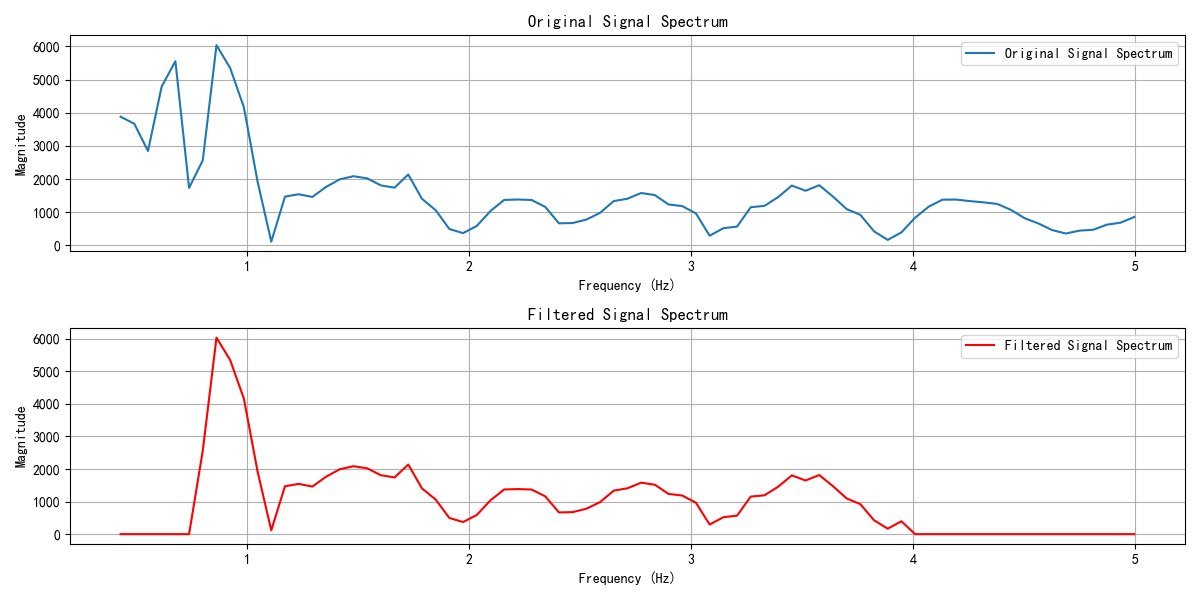 Original Signal Spectrum
6000
5000
4000
3000
2000
1000
0
Magnitude
Original Signal Spectrum
1 2 3 4 5
Frequency (Hz)
Filtered Signal Spectrum
6000
5000
4000
3000
2000
1000
0
Magnitude
Filtered Signal Spectrum
1 2 3 4 5
Frequency (Hz)